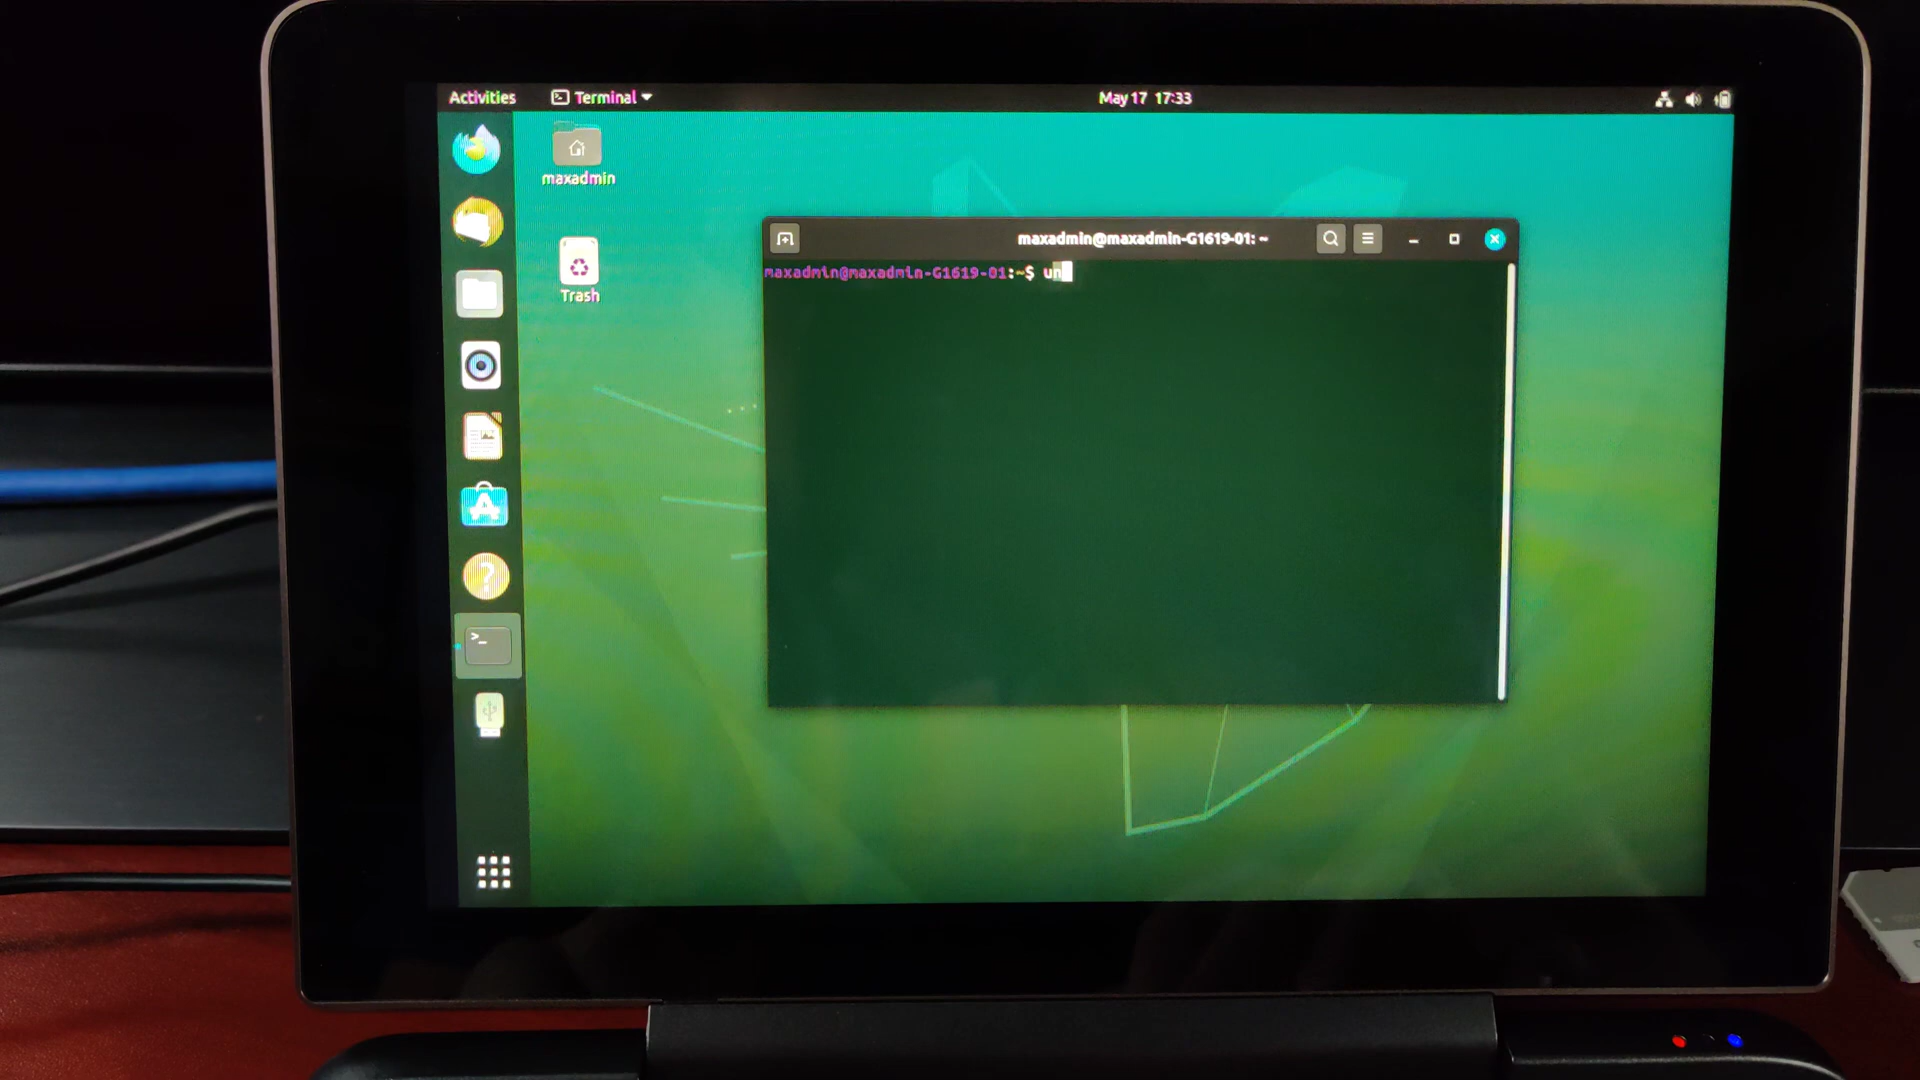 Activities Terminal May 17 17:33
maxadmin
Trash
maxadmin@maxadmin-G1619-01: ~
maxadmin@maxadmin-G1619-01:~$ un